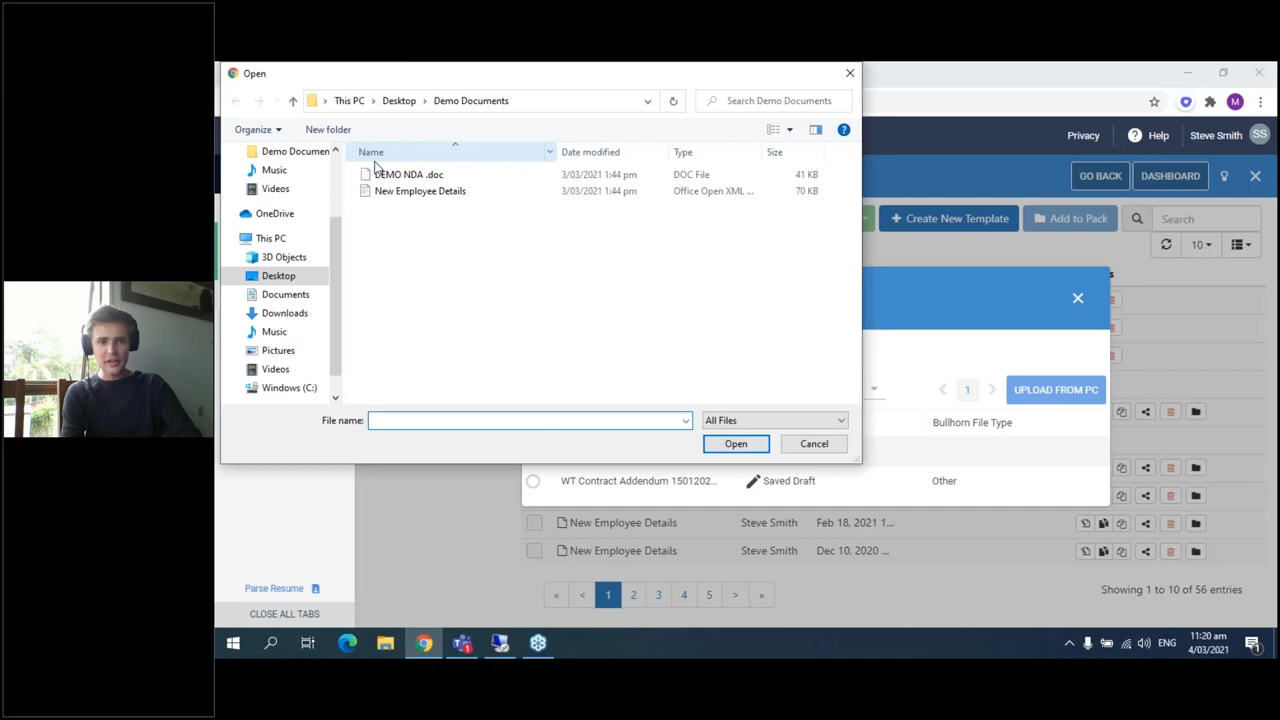 Open
This PC > Desktop > Demo Documents
Search Demo Documents
Organize
New folder
Name
Date modified
Type
Size
DEMO NDA .doc
3/03/2021 1:44 pm
DOC File
41 KB
New Employee Details
3/03/2021 1:44 pm
Office Open XML ...
70 KB
Demo Documen
Music
Videos
OneDrive
This PC
3D Objects
Desktop
Documents
Downloads
Music
Pictures
Videos
Windows (C:)
File name:
All Files
Open
Cancel
M
Privacy
? Help
Steve Smith
SS
GO BACK
DASHBOARD
+ Create New Template
Add to Pack
Search
10
1
UPLOAD FROM PC
Bullhorn File Type
WT Contract Addendum 1501202...
Saved Draft
Other
New Employee Details
Steve Smith
Feb 18, 2021 1...
New Employee Details
Steve Smith
Dec 10, 2020 ...
« < 1 2 3 4 5 > »
Showing 1 to 10 of 56 entries
Parse Resume
CLOSE ALL TABS
ENG
11:20 am
4/03/2021